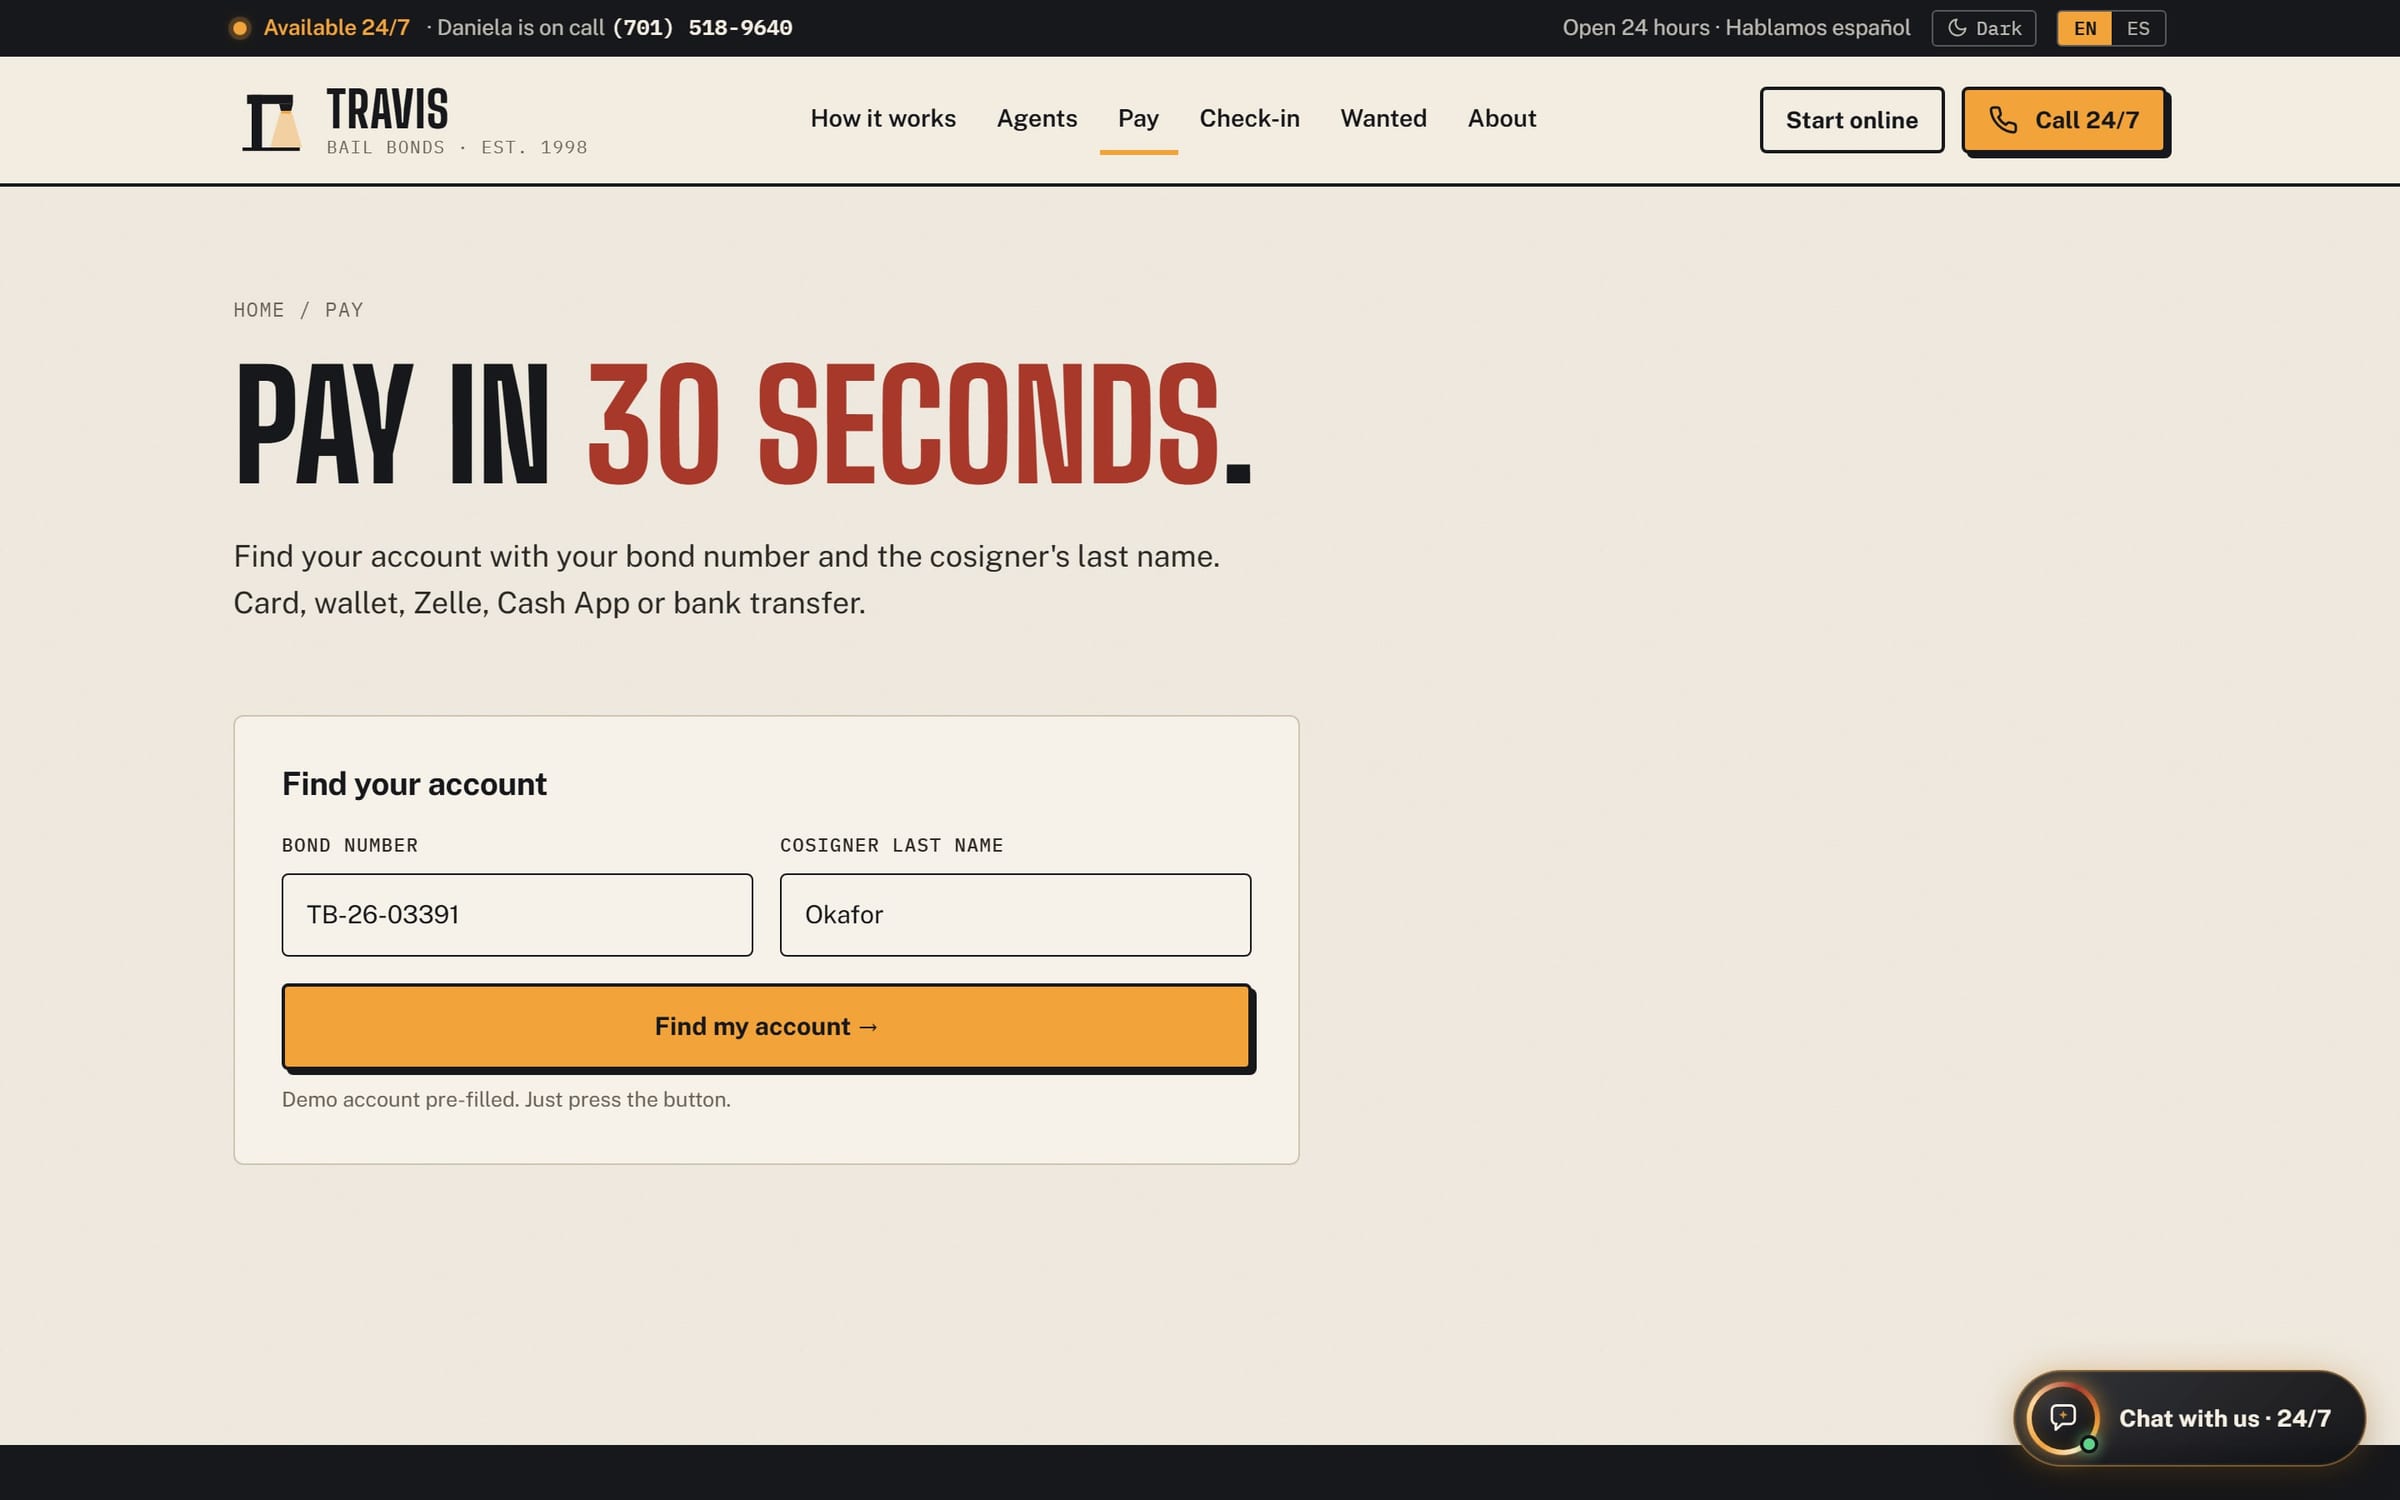 Available 24/7 · Daniela is on call (701) 518-9640
Open 24 hours · Hablamos español
Dark
EN ES
TRAVIS
BAIL BONDS · EST. 1998
How it works
Agents
Pay
Check-in
Wanted
About
Start online
Call 24/7
HOME / PAY
PAY IN 30 SECONDS.
Find your account with your bond number and the cosigner's last name.
Card, wallet, Zelle, Cash App or bank transfer.
Find your account
BOND NUMBER
COSIGNER LAST NAME
TB-26-03391
Okafor
Find my account →
Demo account pre-filled. Just press the button.
Chat with us · 24/7